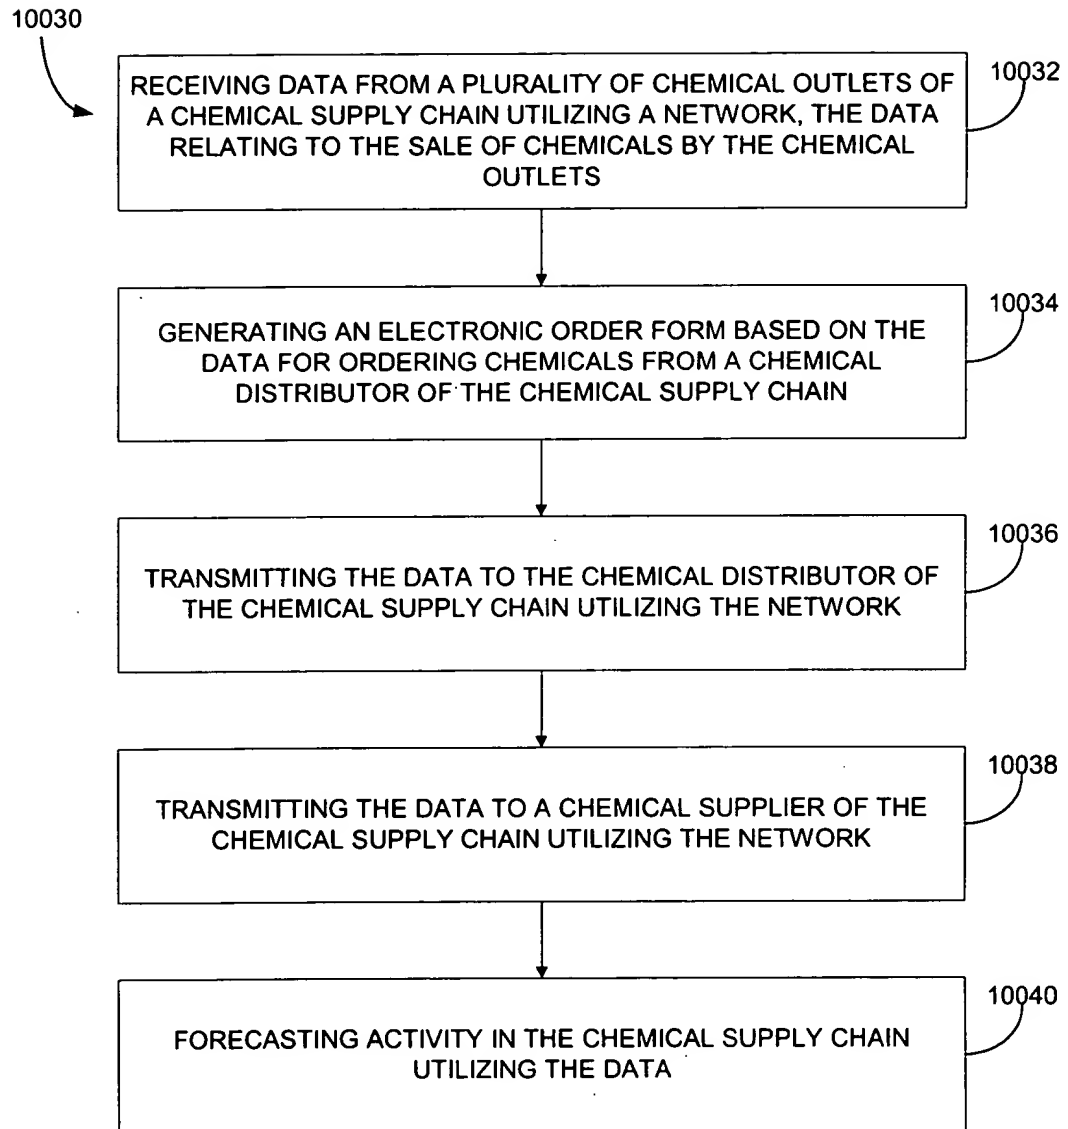 10030
RECEIVING DATA FROM A PLURALITY OF CHEMICAL OUTLETS OF
A CHEMICAL SUPPLY CHAIN UTILIZING A NETWORK, THE DATA
RELATING TO THE SALE OF CHEMICALS BY THE CHEMICAL
OUTLETS
10032
GENERATING AN ELECTRONIC ORDER FORM BASED ON THE
DATA FOR ORDERING CHEMICALS FROM A CHEMICAL
DISTRIBUTOR OF THE CHEMICAL SUPPLY CHAIN
10034
TRANSMITTING THE DATA TO THE CHEMICAL DISTRIBUTOR OF
THE CHEMICAL SUPPLY CHAIN UTILIZING THE NETWORK
10036
TRANSMITTING THE DATA TO A CHEMICAL SUPPLIER OF THE
CHEMICAL SUPPLY CHAIN UTILIZING THE NETWORK
10038
FORECASTING ACTIVITY IN THE CHEMICAL SUPPLY CHAIN
UTILIZING THE DATA
10040